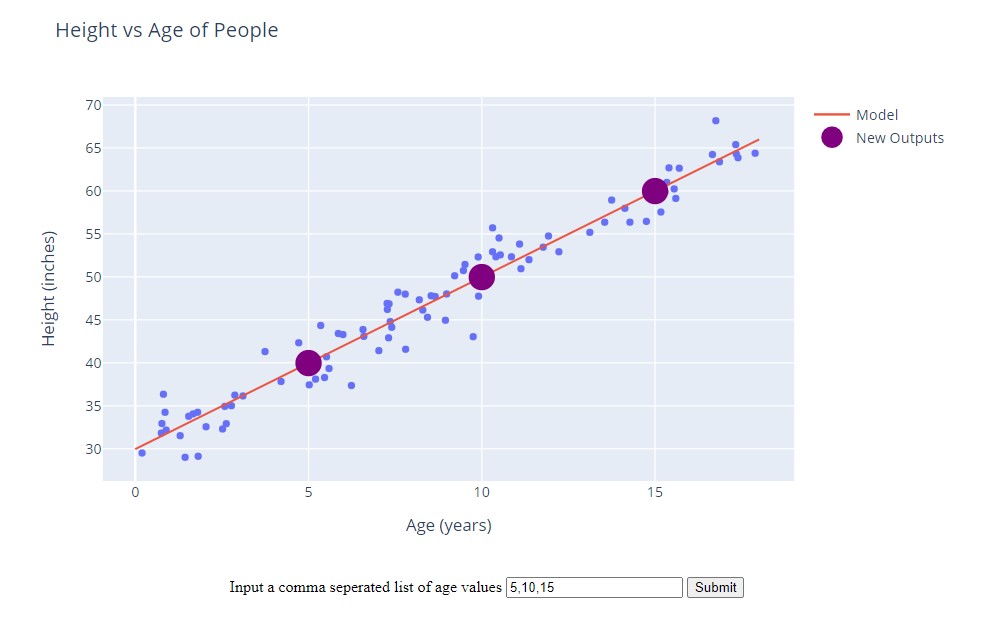 Height vs Age of People
70
65
60
55
50
45
40
35
30
Height (inches)
0 5 10 15
Age (years)
Model
New Outputs
Input a comma seperated list of age values 5,10,15 Submit